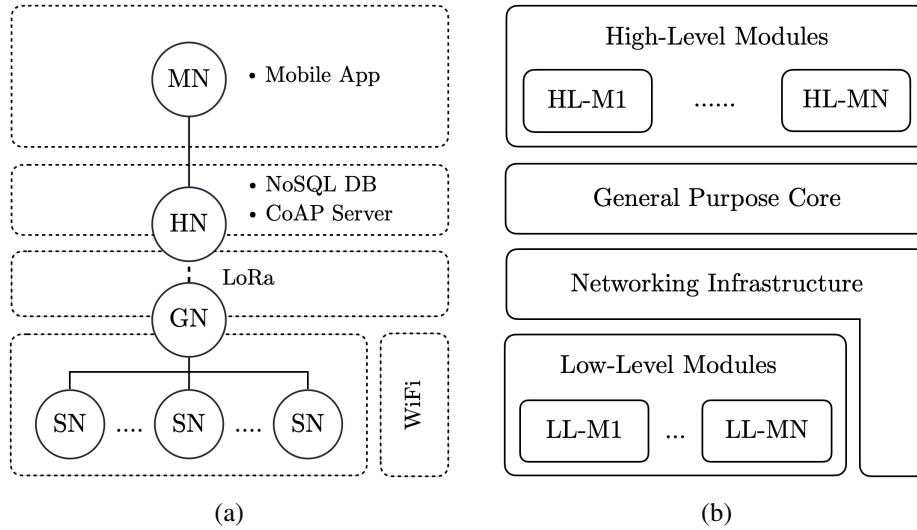 MN
• Mobile App
• NoSQL DB
• CoAP Server
HN
LoRa
GN
SN .... SN .... SN
WiFi
(a)
High-Level Modules
HL-M1 ...... HL-MN
General Purpose Core
Networking Infrastructure
Low-Level Modules
LL-M1 ... LL-MN
(b)